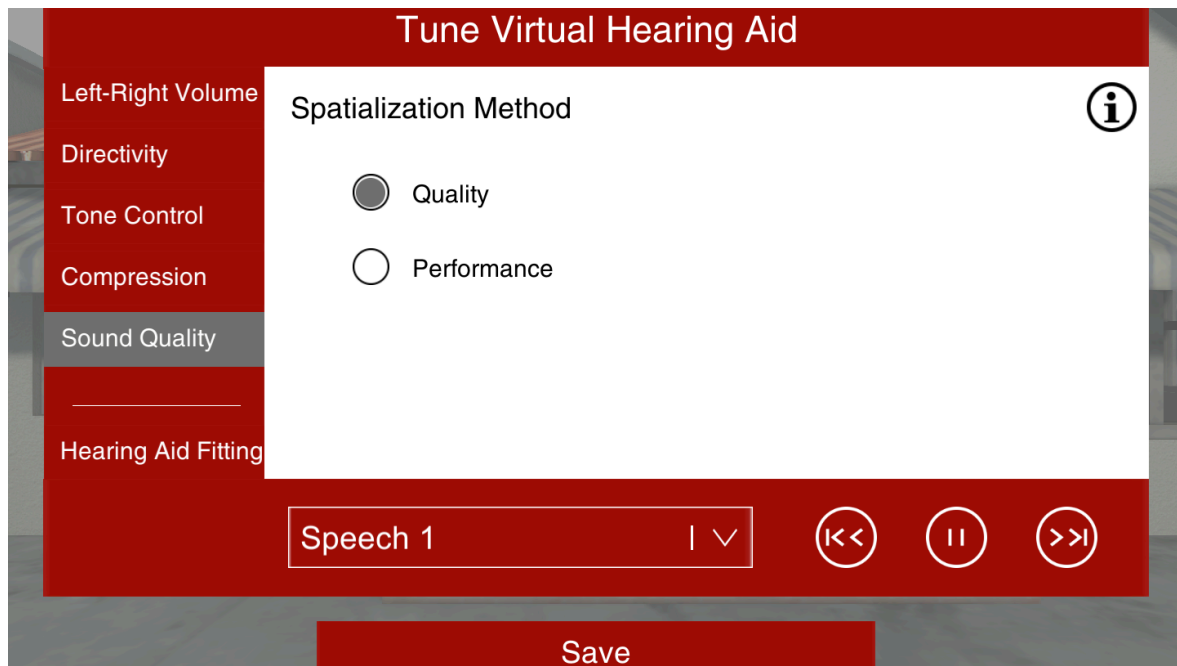 Tune Virtual Hearing Aid
Left-Right Volume
Directivity
Tone Control
Compression
Sound Quality
Hearing Aid Fitting
Spatialization Method
Quality
Performance
Speech 1
Save